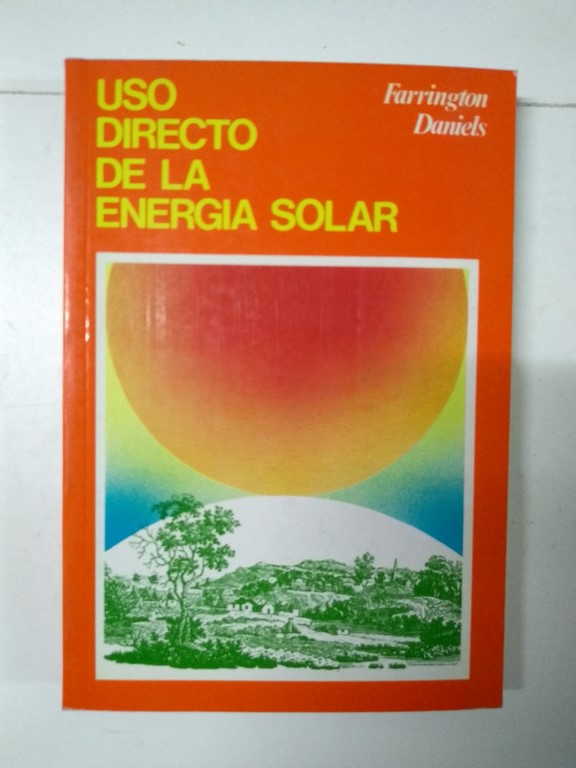 USO
DIRECTO
DE LA
ENERGIA SOLAR
Farrington
Daniels